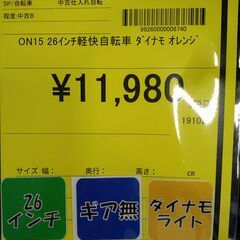 SP/自転車 中古仕入れ自転
程度:中古B
9926000006740
ON15 26インチ軽快自転車 ダイナモ オレンジ
¥11,980
1910
サイズ 幅: 奥行: 高さ: cm
26インチ
ギア無
ダイナモライト